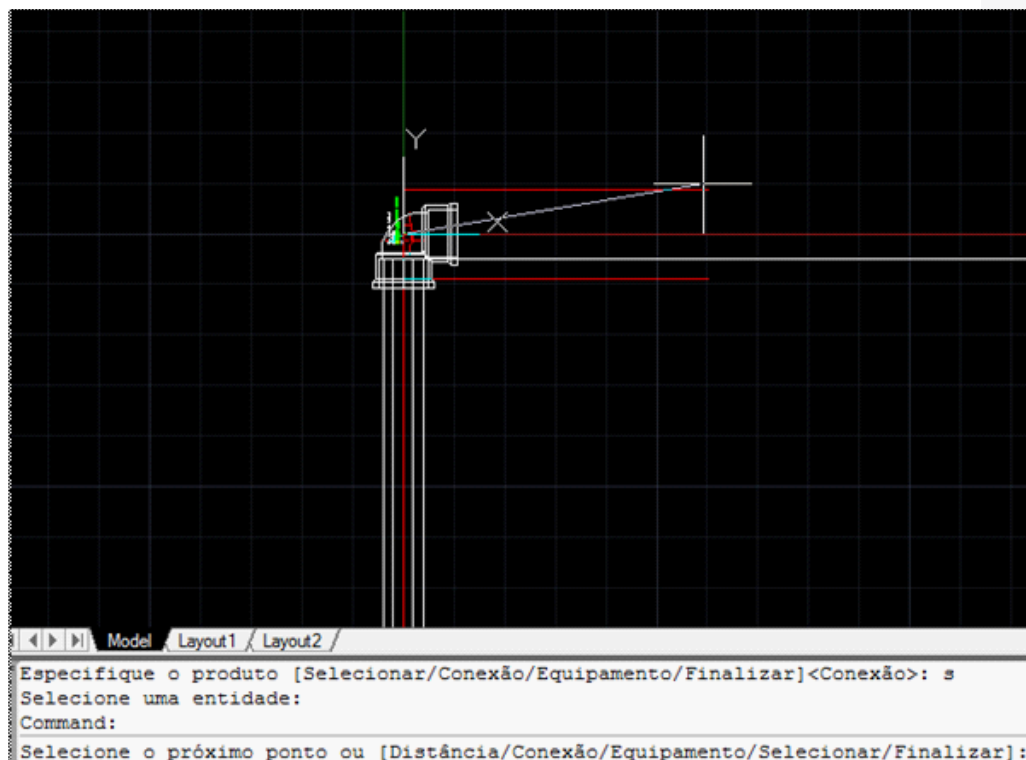 Y
X
Model Layout1 Layout2
Especifique o produto [Selecionar/Conexão/Equipamento/Finalizar]<Conexão>: s
Selecione uma entidade:
Command:
Selecione o próximo ponto ou [Distância/Conexão/Equipamento/Selecionar/Finalizar]: